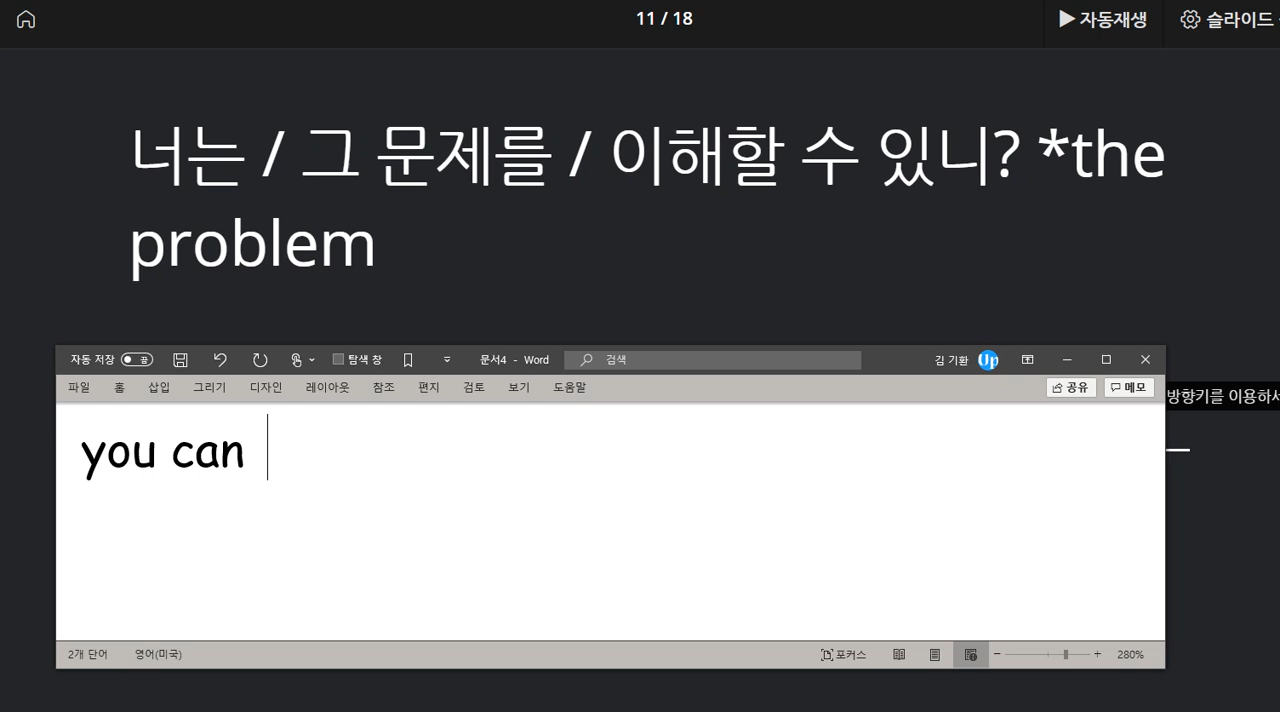 11 / 18
▶ 자동재생
슬라이드
너는 / 그 문제를 / 이해할 수 있니? *the
problem
자동 저장
끔
탐색 창
문서4 - Word
검색
김 기환
Up
파일 홈 삽입 그리기 디자인 레이아웃 참조 편지 검토 보기 도움말
공유
메모
방향키를 이용하
you can
2개 단어 영어(미국)
포커스
280%